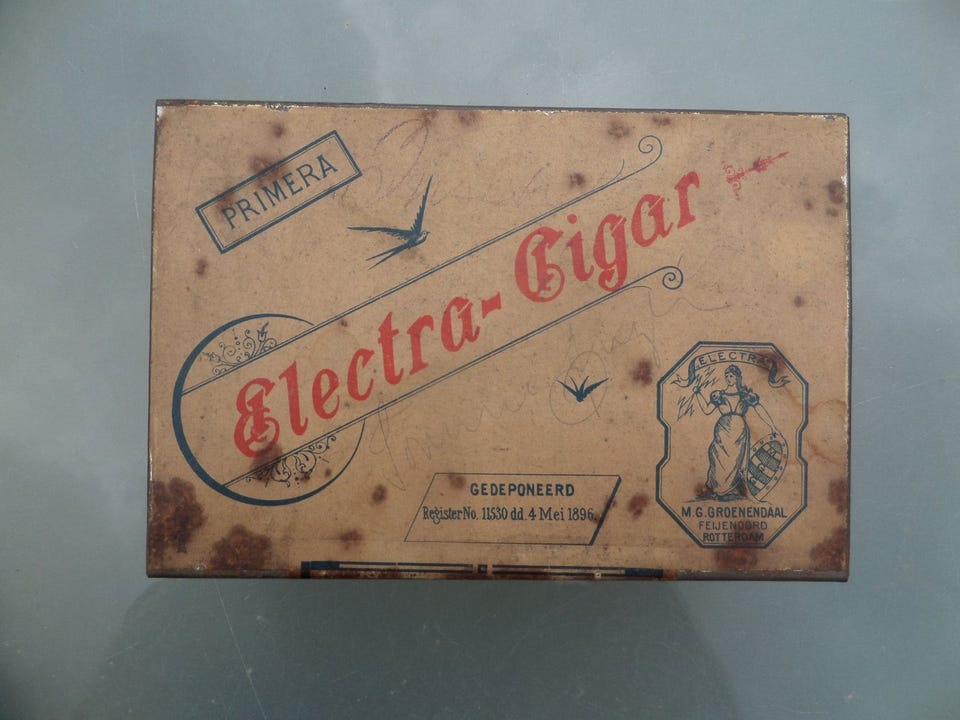 PRIMERA
Electra-Cigar
ELECTRA
GEDEPONEERD
Register No. 11530 dd. 4 Mei 1896.
M.G. GROENENDAAL
FEIJENOORD
ROTTERDAM